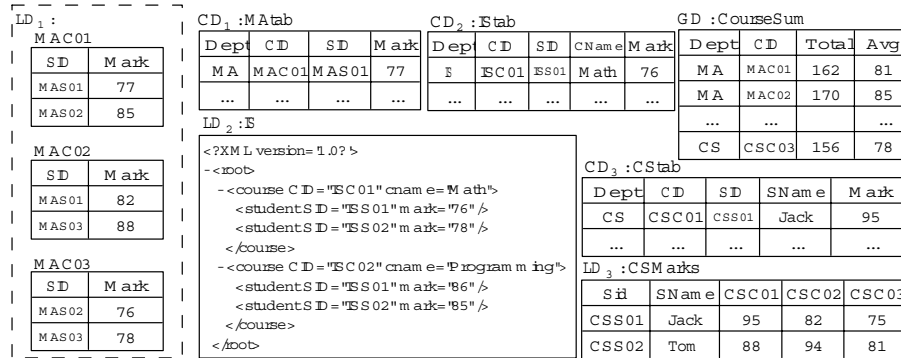 LD 1 :
MAC01
SID Mark
MAS01 77
MAS02 85
MAC02
SID Mark
MAS01 82
MAS03 88
MAC03
SID Mark
MAS02 76
MAS03 78
CD1 :MAtab
Dept CID SID Mark
MA MAC01 MAS01 77
... ... ... ...
CD2 :IStab
Dept CID SID CName Mark
IS ISC01 ISS01 Math 76
... ... ... ... ...
GD :CourseSum
Dept CID Total Avg
MA MAC01 162 81
MA MAC02 170 85
... ... ...
CS CSC03 156 78
LD 2 :IS
<?XML version="1.0?">
-<root>
-<course CID="ISC01" cname="Math">
<student SID="ISS01" mark="76"/>
<student SID="ISS02" mark="78"/>
</course>
-<course CID="ISC02" cname="Programming">
<student SID="ISS01" mark="86"/>
<student SID="ISS02" mark="85"/>
</course>
</root>
CD3 :CStab
Dept CID SID SName Mark
CS CSC01 CSS01 Jack 95
... ... ... ... ...
LD3 :CSMarks
Sid SName CSC01 CSC02 CSC03
CSS01 Jack 95 82 75
CSS02 Tom 88 94 81